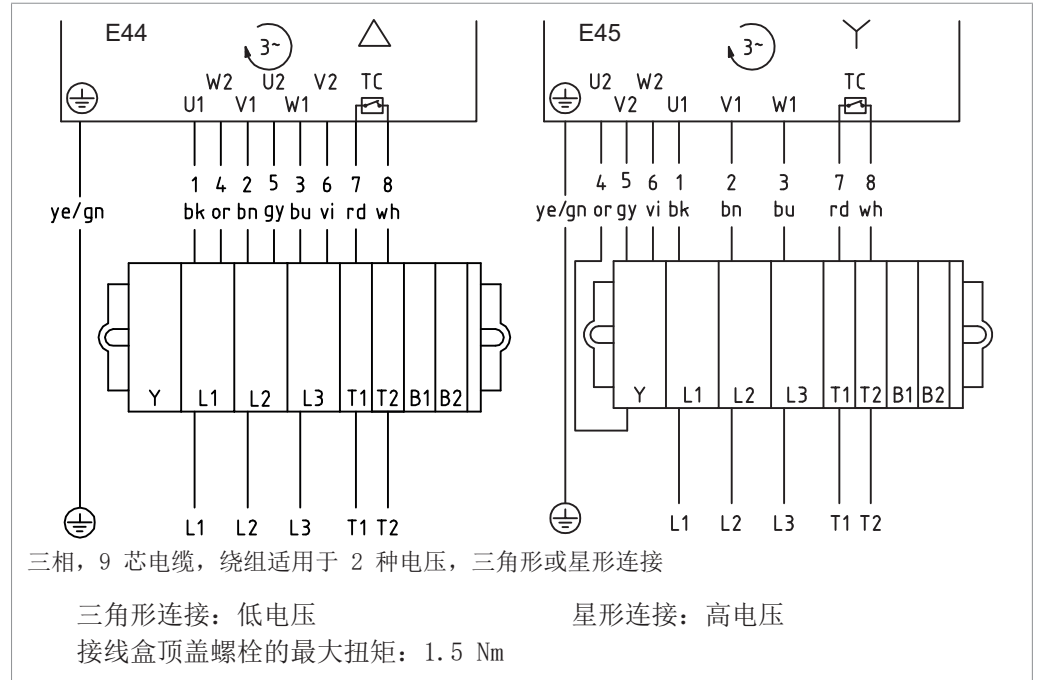 E44 3~
W2 U2 V2 TC
U1 V1 W1
1 4 2 5 3 6 7 8
ye/gn bk or bn gy bu vi rd wh
Y L1 L2 L3 T1 T2 B1 B2
L1 L2 L3 T1 T2
E45 3~
U2 W2 TC
V2 U1 V1 W1
4 5 6 1 2 3 7 8
ye/gn or gy vi bk bn bu rd wh
Y L1 L2 L3 T1 T2 B1 B2
L1 L2 L3 T1 T2
三相，9 芯电缆，绕组适用于 2 种电压，三角形或星形连接
三角形连接：低电压 星形连接：高电压
接线盒顶盖螺栓的最大扭矩：1.5 Nm